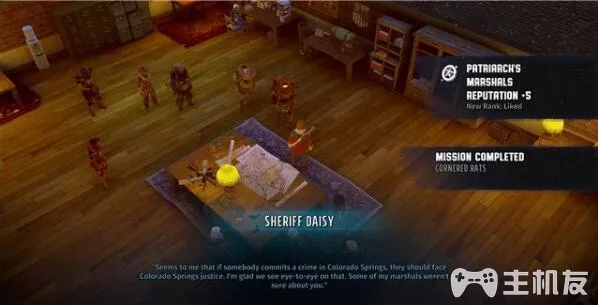 PATRIARCH'S
MARSHALS
REPUTATION +5
New Rank: Liked
MISSION COMPLETED
CORNERED RATS
SHERIFF DAISY
"Seems to me that if somebody commits a crime in Colorado Springs, they should face
Colorado Springs justice. I'm glad we see eye-to-eye on that. Some of my marshals weren't
sure about you."
主机友